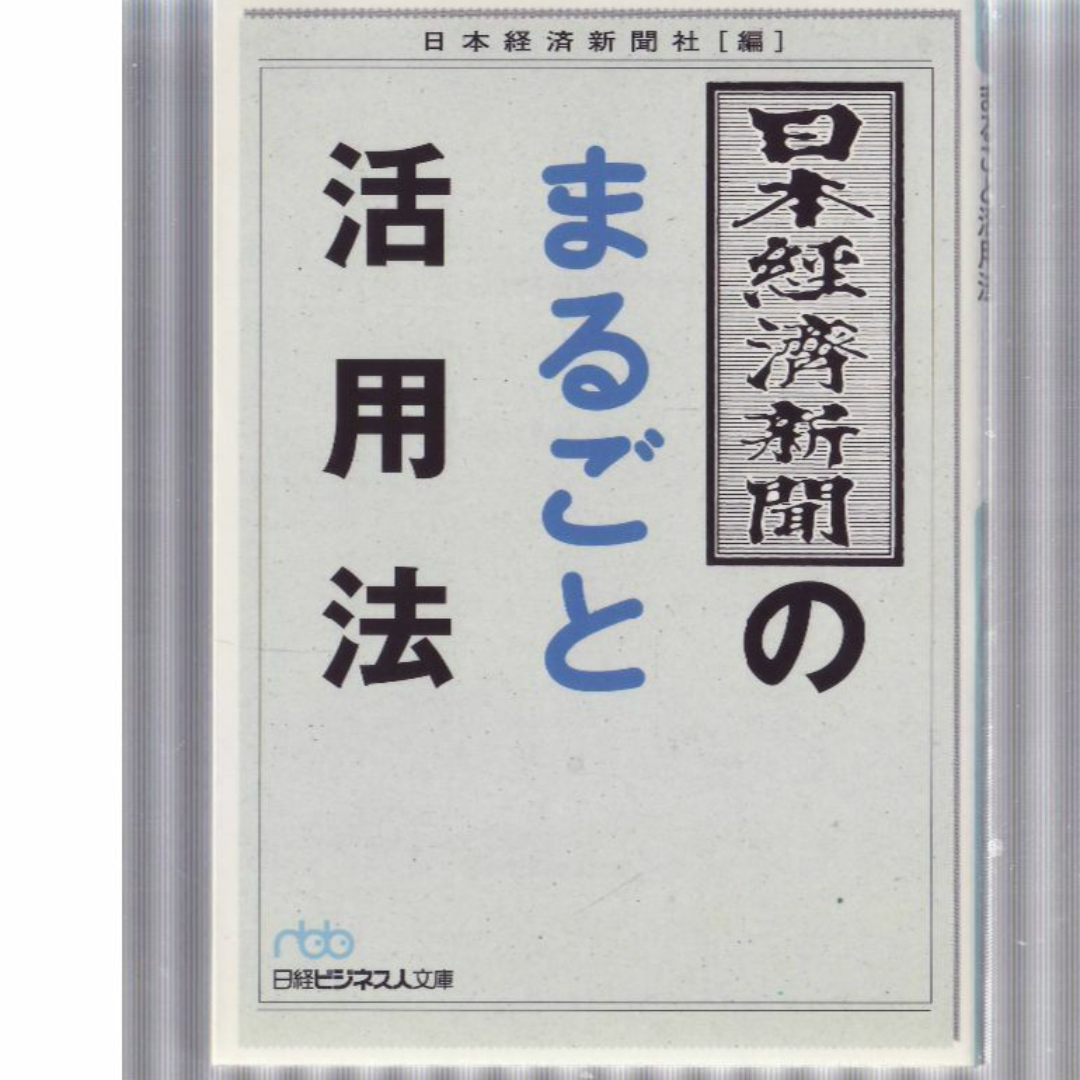 日本経済新聞社[編]
日本經濟新聞の
まるごと
活用法
nbb
日経ビジネス人文庫